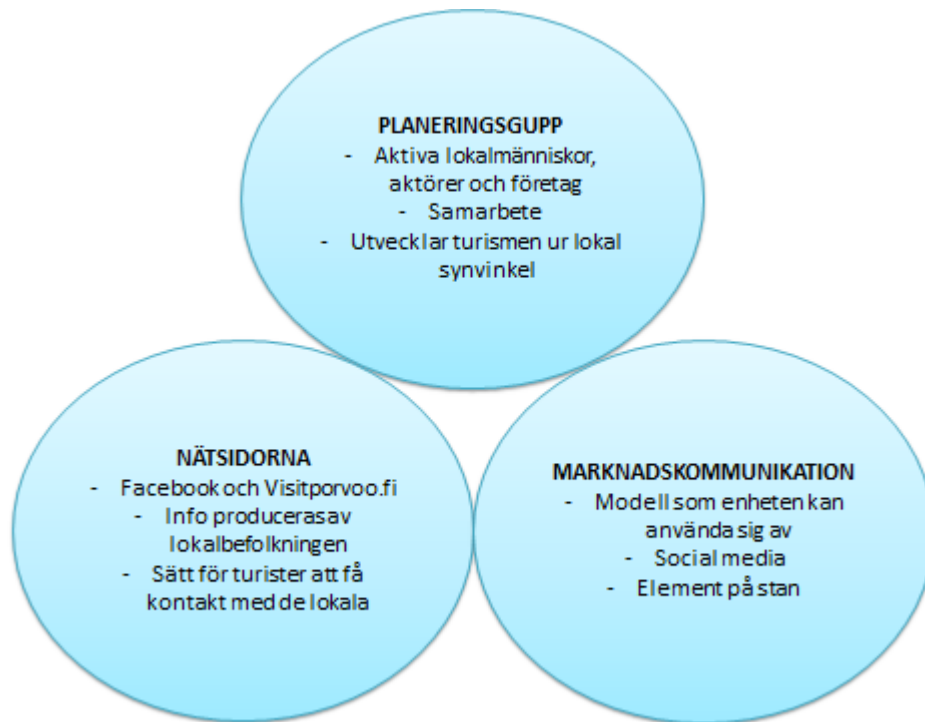 PLANERINGSGUPP
- Aktiva lokalmänniskor,
aktörer och företag
- Samarbete
- Utvecklar turismen ur lokal
synvinkel
NÄTSIDORNA
- Facebook och Visitporvoo.fi
- Info produceras av
lokalbefolkningen
- Sätt för turister att få
kontakt med de lokala
MARKNADSKOMMUNIKATION
- Modell som enheten kan
använda sig av
- Social media
- Element på stan